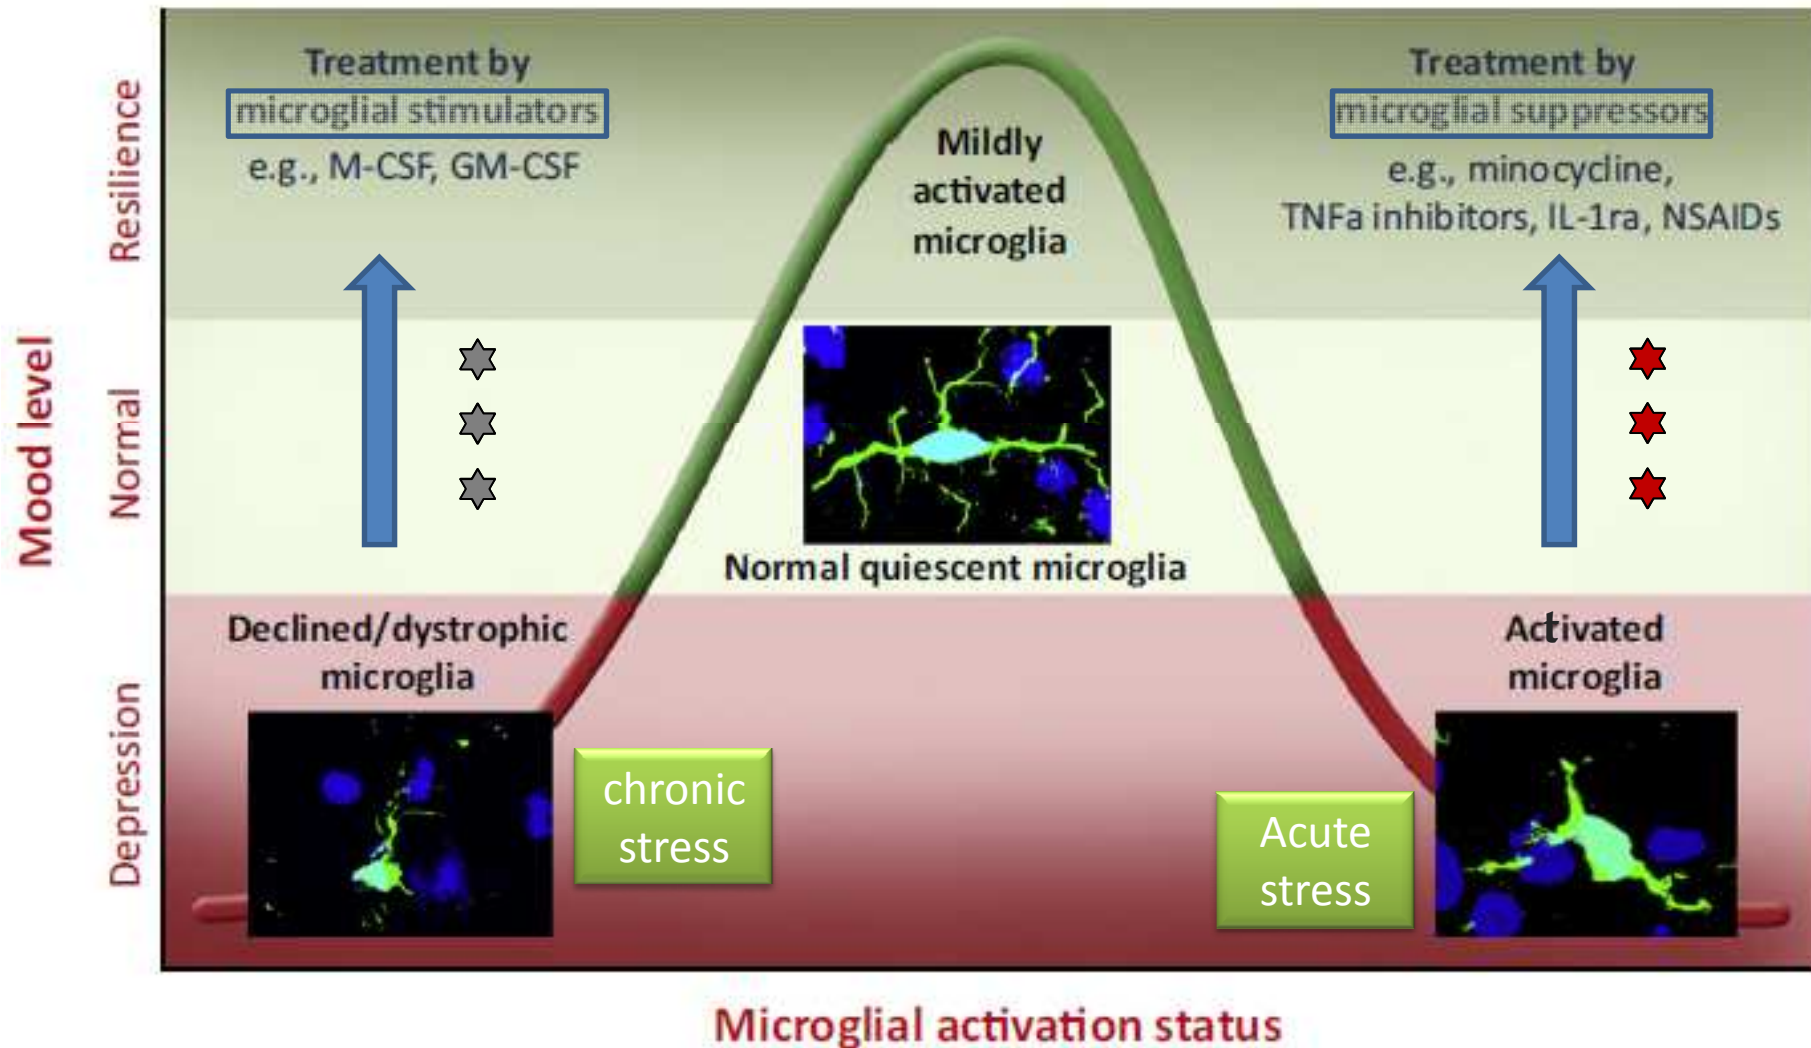 Treatment by
microglial stimulators
e.g., M-CSF, GM-CSF
Mildly
activated
microglia
Treatment by
microglial suppressors
e.g., minocycline,
TNFa inhibitors, IL-1ra, NSAIDs
Mood level
Resilience
Normal
Depression
Normal quiescent microglia
Declined/dystrophic
microglia
chronic
stress
Activated
microglia
Acute
stress
Microglial activation status